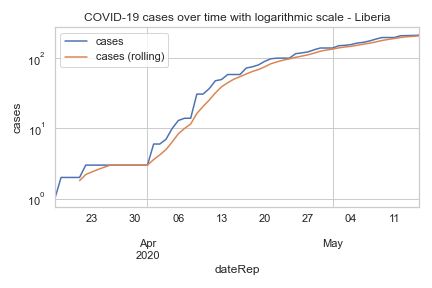 COVID-19 cases over time with logarithmic scale - Liberia
cases
cases (rolling)
10²
10¹
10⁰
cases
23 30 06 13 20 27 04 11
Apr May
2020
dateRep